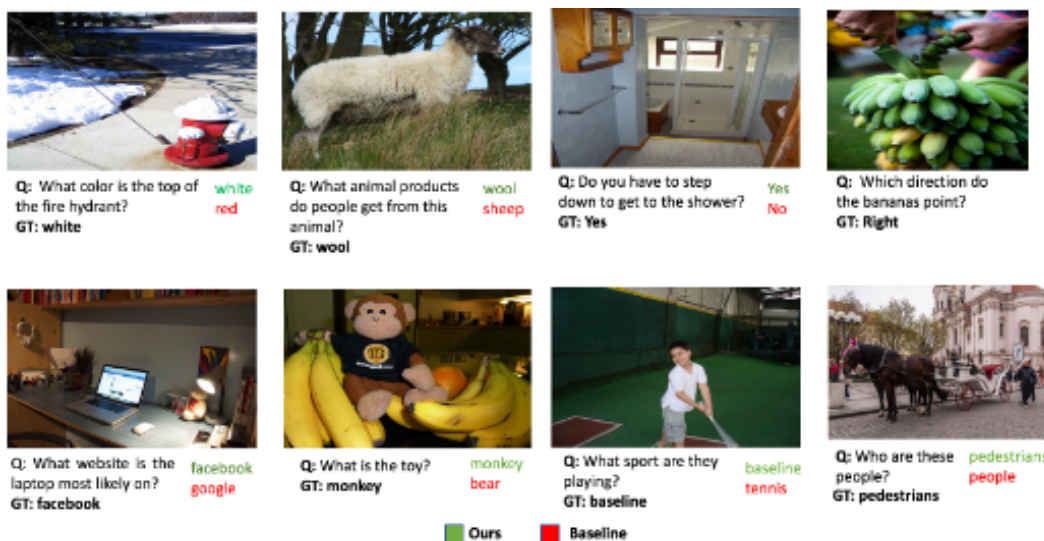 Q: What color is the top of
the fire hydrant?
GT: white
white
red
Q: What animal products
do people get from this
animal?
GT: wool
wool
sheep
Q: Do you have to step
down to get to the shower?
GT: Yes
Yes
No
Q: Which direction do
the bananas point?
GT: Right
Q: What website is the
laptop most likely on?
GT: facebook
facebook
google
Q: What is the toy?
GT: monkey
monkey
bear
Q: What sport are they
playing?
GT: baseline
baseline
tennis
Q: Who are these
people?
GT: pedestrians
pedestrians
people
Ours
Baseline